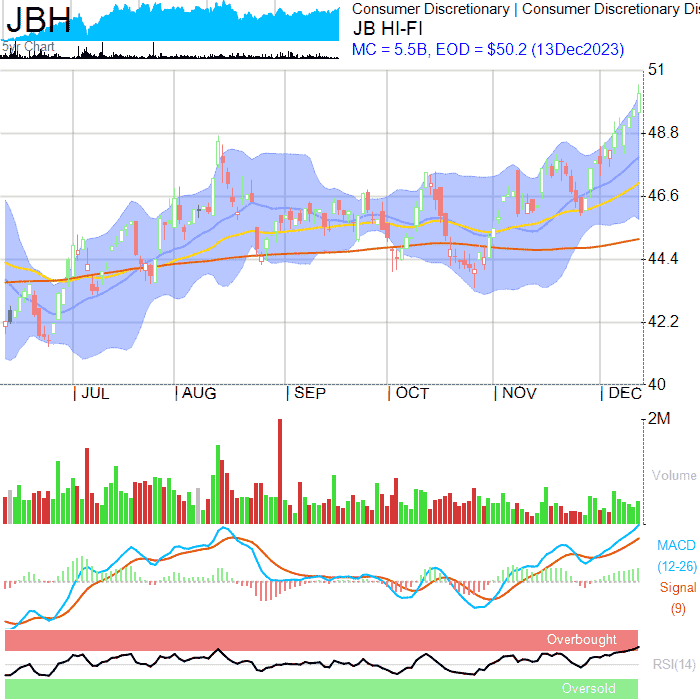 JBH
5yr Chart
Consumer Discretionary | Consumer Discretionary Dis
JB HI-FI
MC = 5.5B, EOD = $50.2 (13Dec2023)
51
48.8
46.6
44.4
42.2
40
JUL AUG SEP OCT NOV DEC
2M
Volume
MACD
(12-26)
Signal
(9)
Overbought
RSI(14)
Oversold